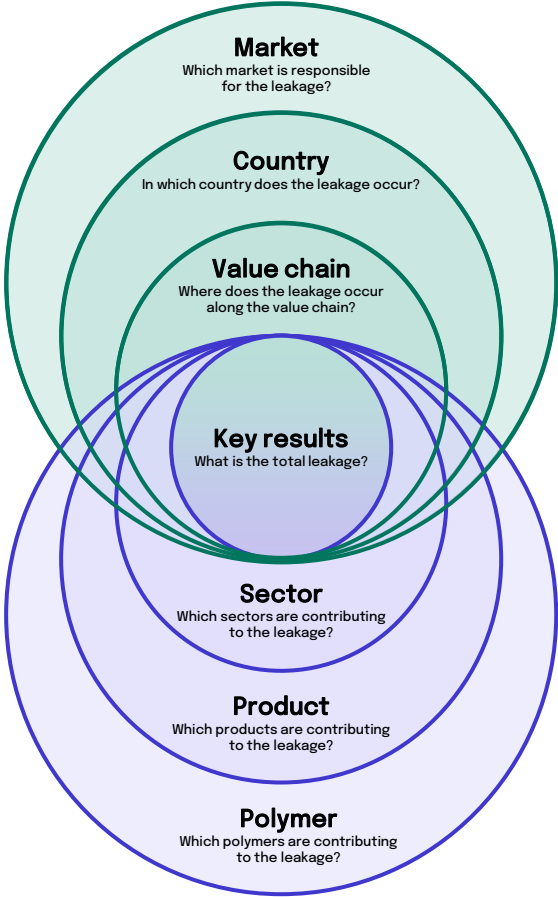 Market
Which market is responsible
for the leakage?
Country
In which country does the leakage occur?
Value chain
Where does the leakage occur
along the value chain?
Key results
What is the total leakage?
Sector
Which sectors are contributing
to the leakage?
Product
Which products are contributing
to the leakage?
Polymer
Which polymers are contributing
to the leakage?